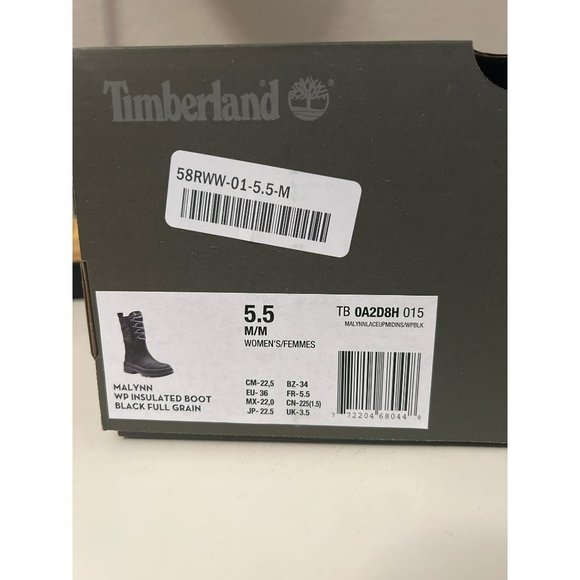 Timberland
58RWW-01-5.5-M
5.5
M/M
WOMEN'S/FEMMES
TB 0A2D8H 015
MALYNNLACEUPMIDINS/WPBLK
MALYNN
WP INSULATED BOOT
BLACK FULL GRAIN
CM-22,5 BZ-34
EU- 36 FR-5.5
MX-22,0 CN-225(1.5)
JP- 22.5 UK-3.5
7 72204 68044 8